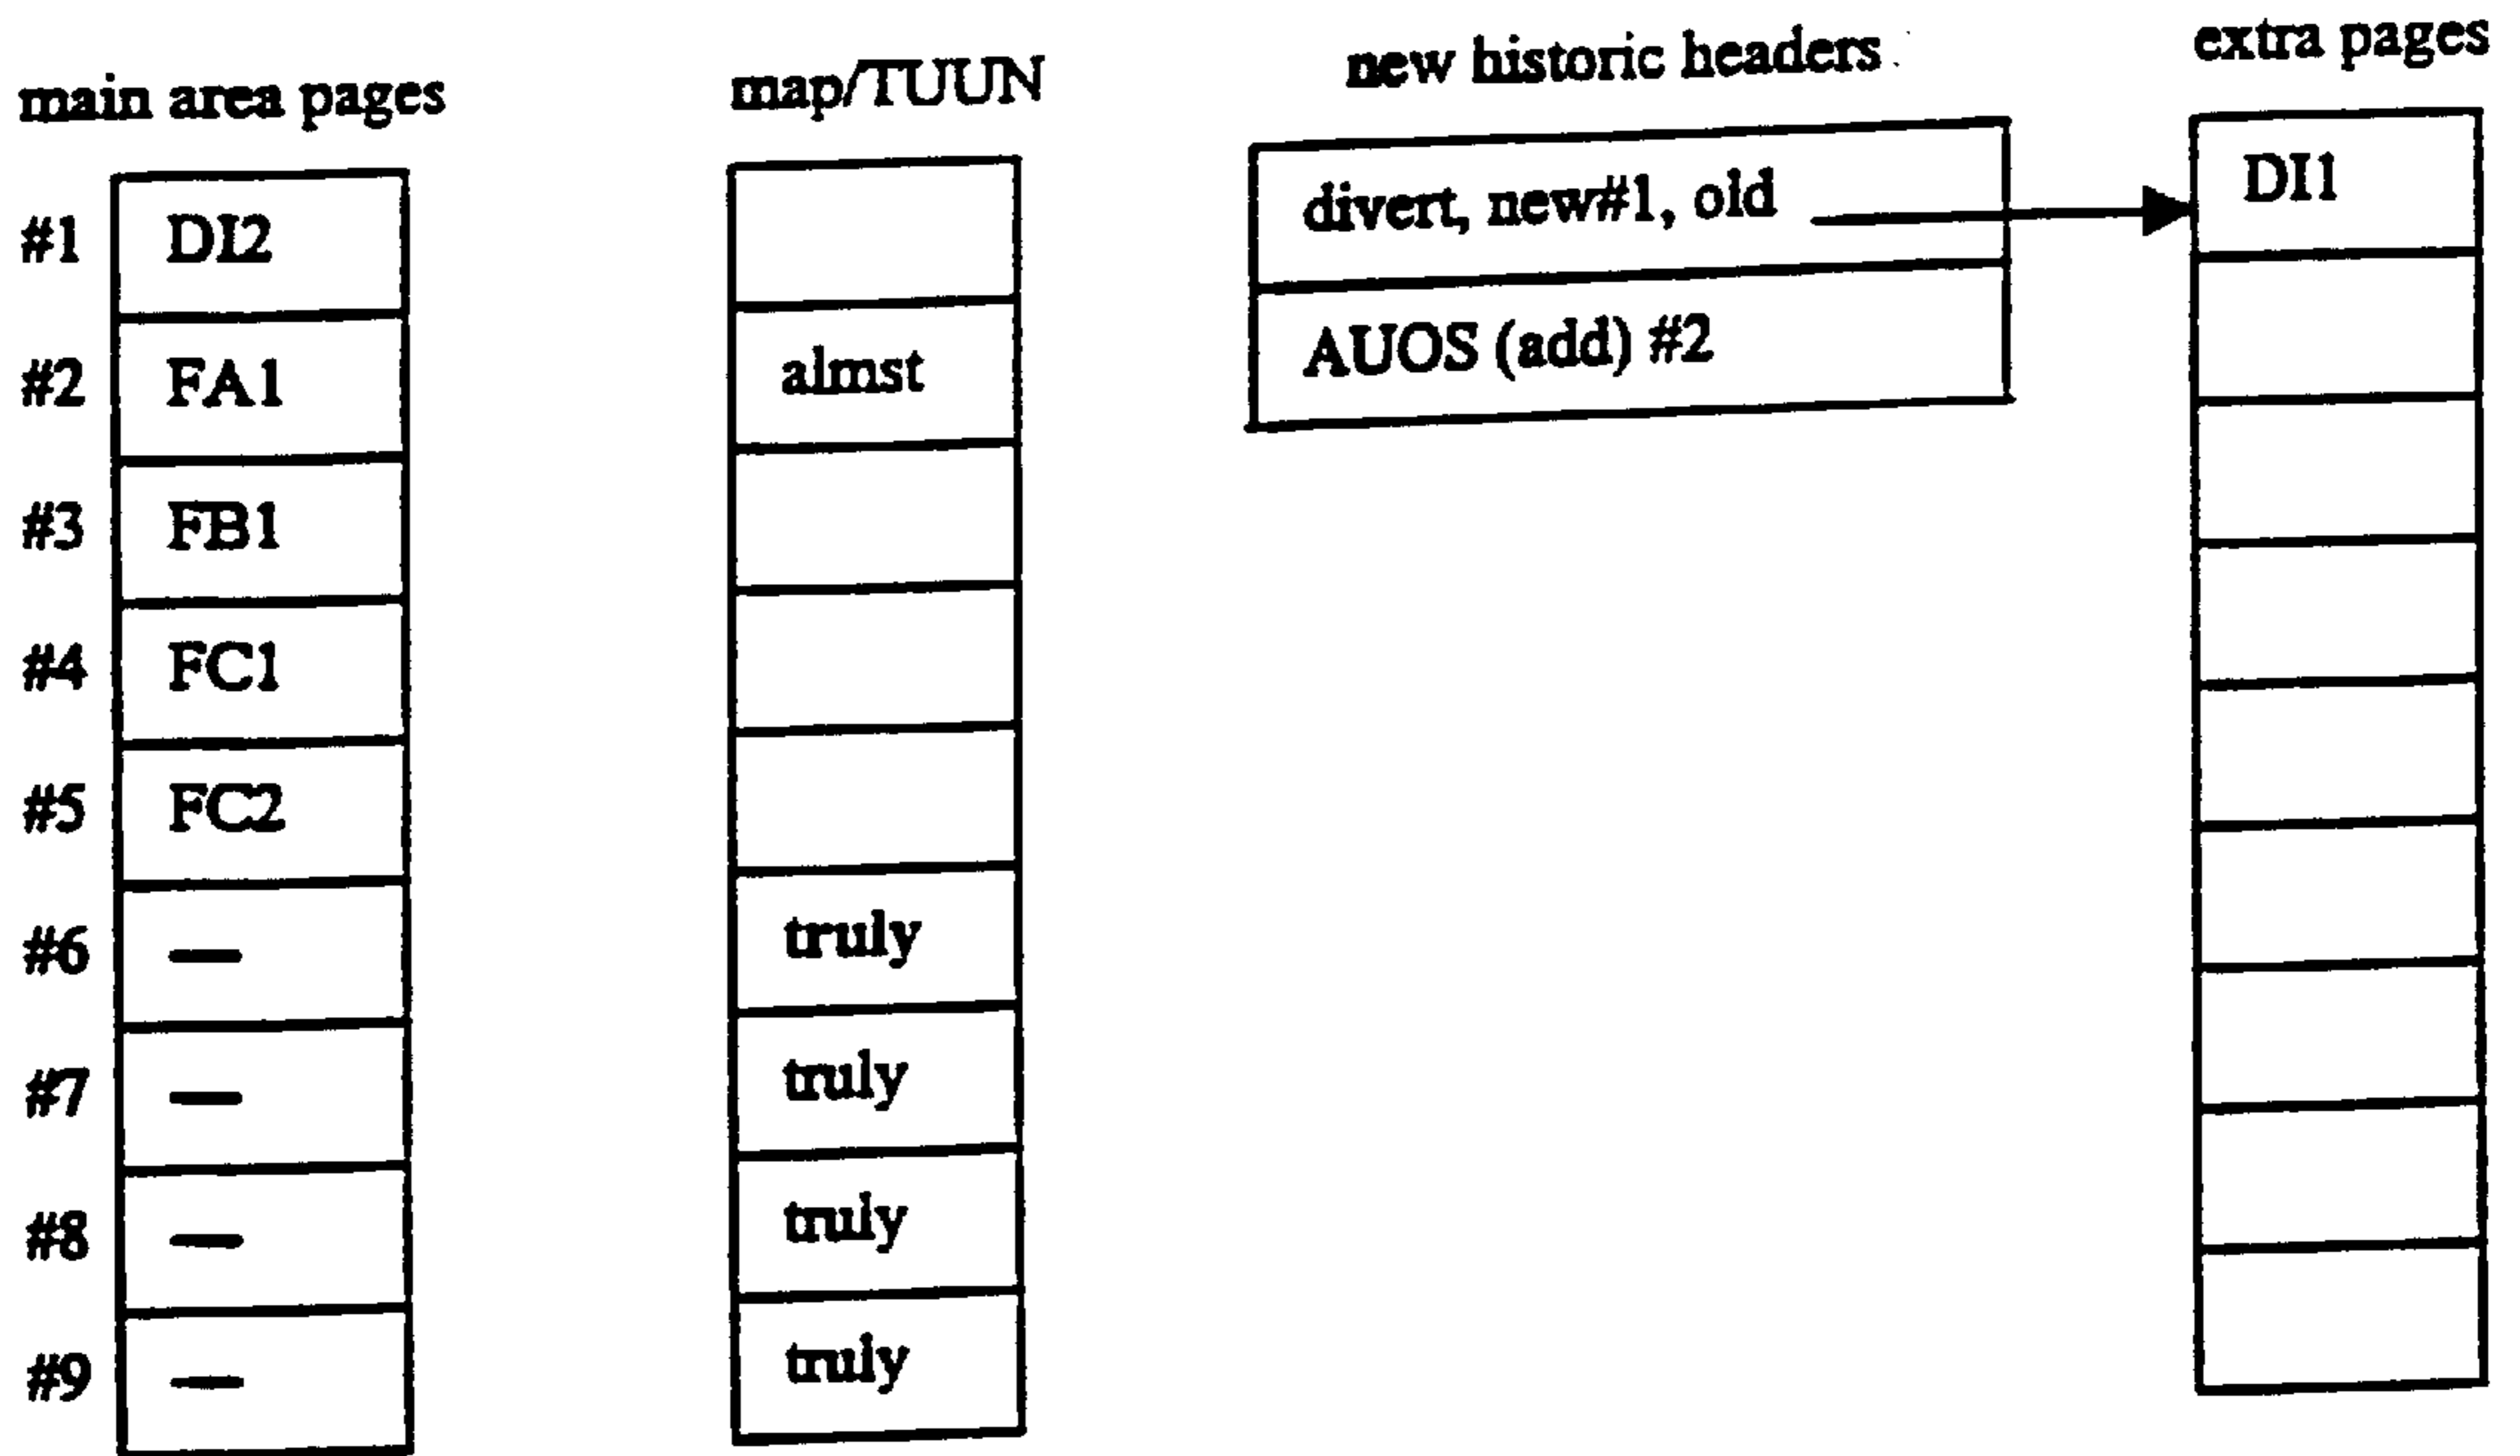 main area pages
#1 DI2
#2 FA1
#3 FB1
#4 FC1
#5 FC2
#6 —
#7 —
#8 —
#9 —
map/TUUN
almst
truly
truly
truly
truly
new historic headers
divert, new#1, old
AUOS (add) #2
extra pages
DI1